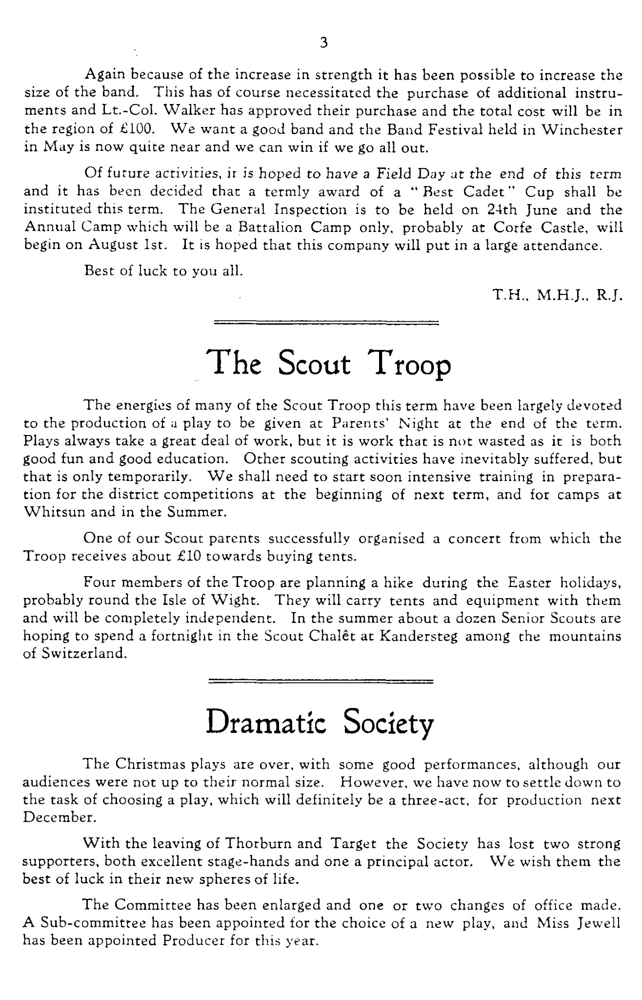 3
Again because of the increase in strength it has been possible to increase the
size of the band. This has of course necessitated the purchase of additional instru-
ments and Lt.-Col. Walker has approved their purchase and the total cost will be in
the region of £100. We want a good band and the Band Festival held in Winchester
in May is now quite near and we can win if we go all out.
Of future activities, it is hoped to have a Field Day at the end of this term
and it has been decided that a termly award of a “ Best Cadet ” Cup shall be
instituted this term. The General Inspection is to be held on 24th June and the
Annual Camp which will be a Battalion Camp only, probably at Corfe Castle, will
begin on August 1st. It is hoped that this company will put in a large attendance.
Best of luck to you all.
T.H., M.H.J., R.J.
The Scout Troop
The energies of many of the Scout Troop this term have been largely devoted
to the production of a play to be given at Parents' Night at the end of the term.
Plays always take a great deal of work, but it is work that is not wasted as it is both
good fun and good education. Other scouting activities have inevitably suffered, but
that is only temporarily. We shall need to start soon intensive training in prepara-
tion for the district competitions at the beginning of next term, and for camps at
Whitsun and in the Summer.
One of our Scout parents successfully organised a concert from which the
Troop receives about £10 towards buying tents.
Four members of the Troop are planning a hike during the Easter holidays,
probably round the Isle of Wight. They will carry tents and equipment with them
and will be completely independent. In the summer about a dozen Senior Scouts are
hoping to spend a fortnight in the Scout Chalêt at Kandersteg among the mountains
of Switzerland.
Dramatic Society
The Christmas plays are over, with some good performances, although our
audiences were not up to their normal size. However, we have now to settle down to
the task of choosing a play, which will definitely be a three-act, for production next
December.
With the leaving of Thorburn and Target the Society has lost two strong
supporters, both excellent stage-hands and one a principal actor. We wish them the
best of luck in their new spheres of life.
The Committee has been enlarged and one or two changes of office made.
A Sub-committee has been appointed for the choice of a new play, and Miss Jewell
has been appointed Producer for this year.